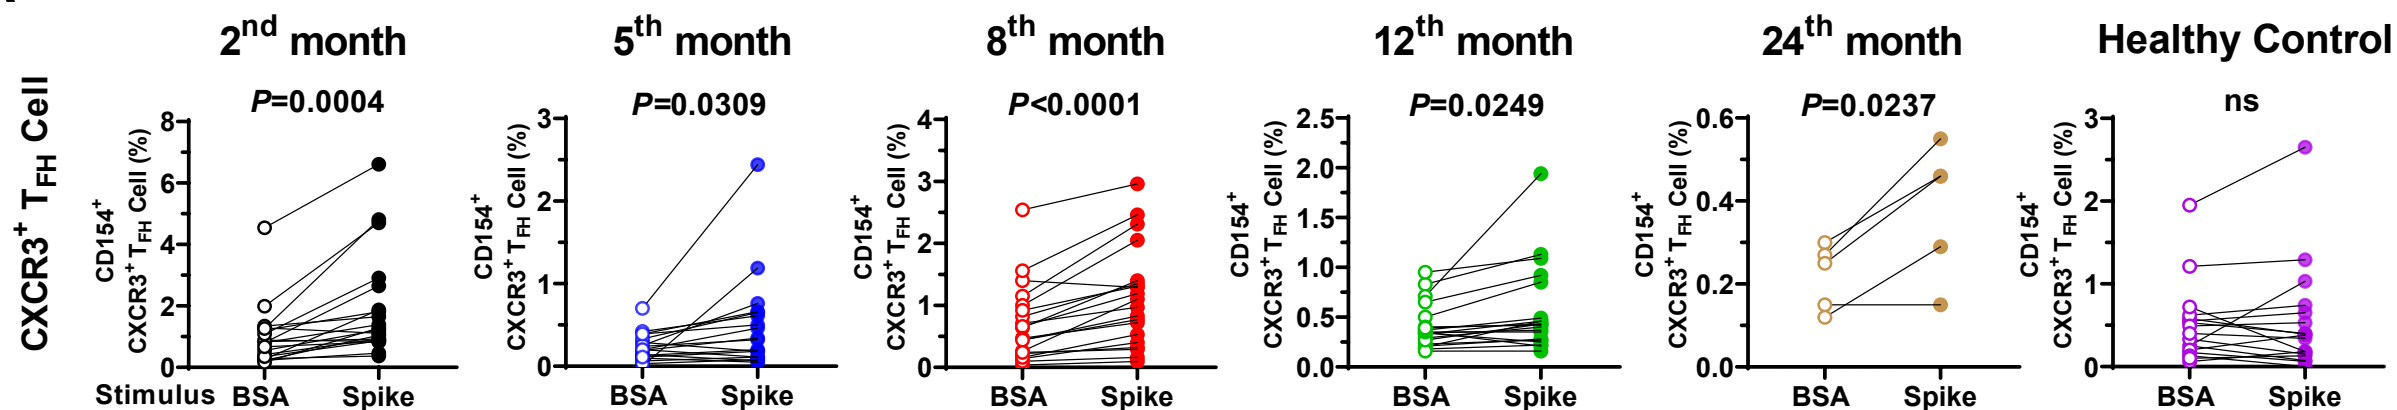 2nd month
5th month
8th month
12th month
24th month
Healthy Control
P=0.0004
P=0.0309
P<0.0001
P=0.0249
P=0.0237
ns
CXCR3+ TFH Cell
CD154+
CXCR3+ TFH Cell (%)
8
6
4
2
0
CD154+
CXCR3+ TFH Cell (%)
3
2
1
0
CD154+
CXCR3+ TFH Cell (%)
4
3
2
1
0
CD154+
CXCR3+ TFH Cell (%)
2.5
2.0
1.5
1.0
0.5
0.0
CD154+
CXCR3+ TFH Cell (%)
0.6
0.4
0.2
0.0
CD154+
CXCR3+ TFH Cell (%)
3
2
1
0
Stimulus
BSA Spike
BSA Spike
BSA Spike
BSA Spike
BSA Spike
BSA Spike